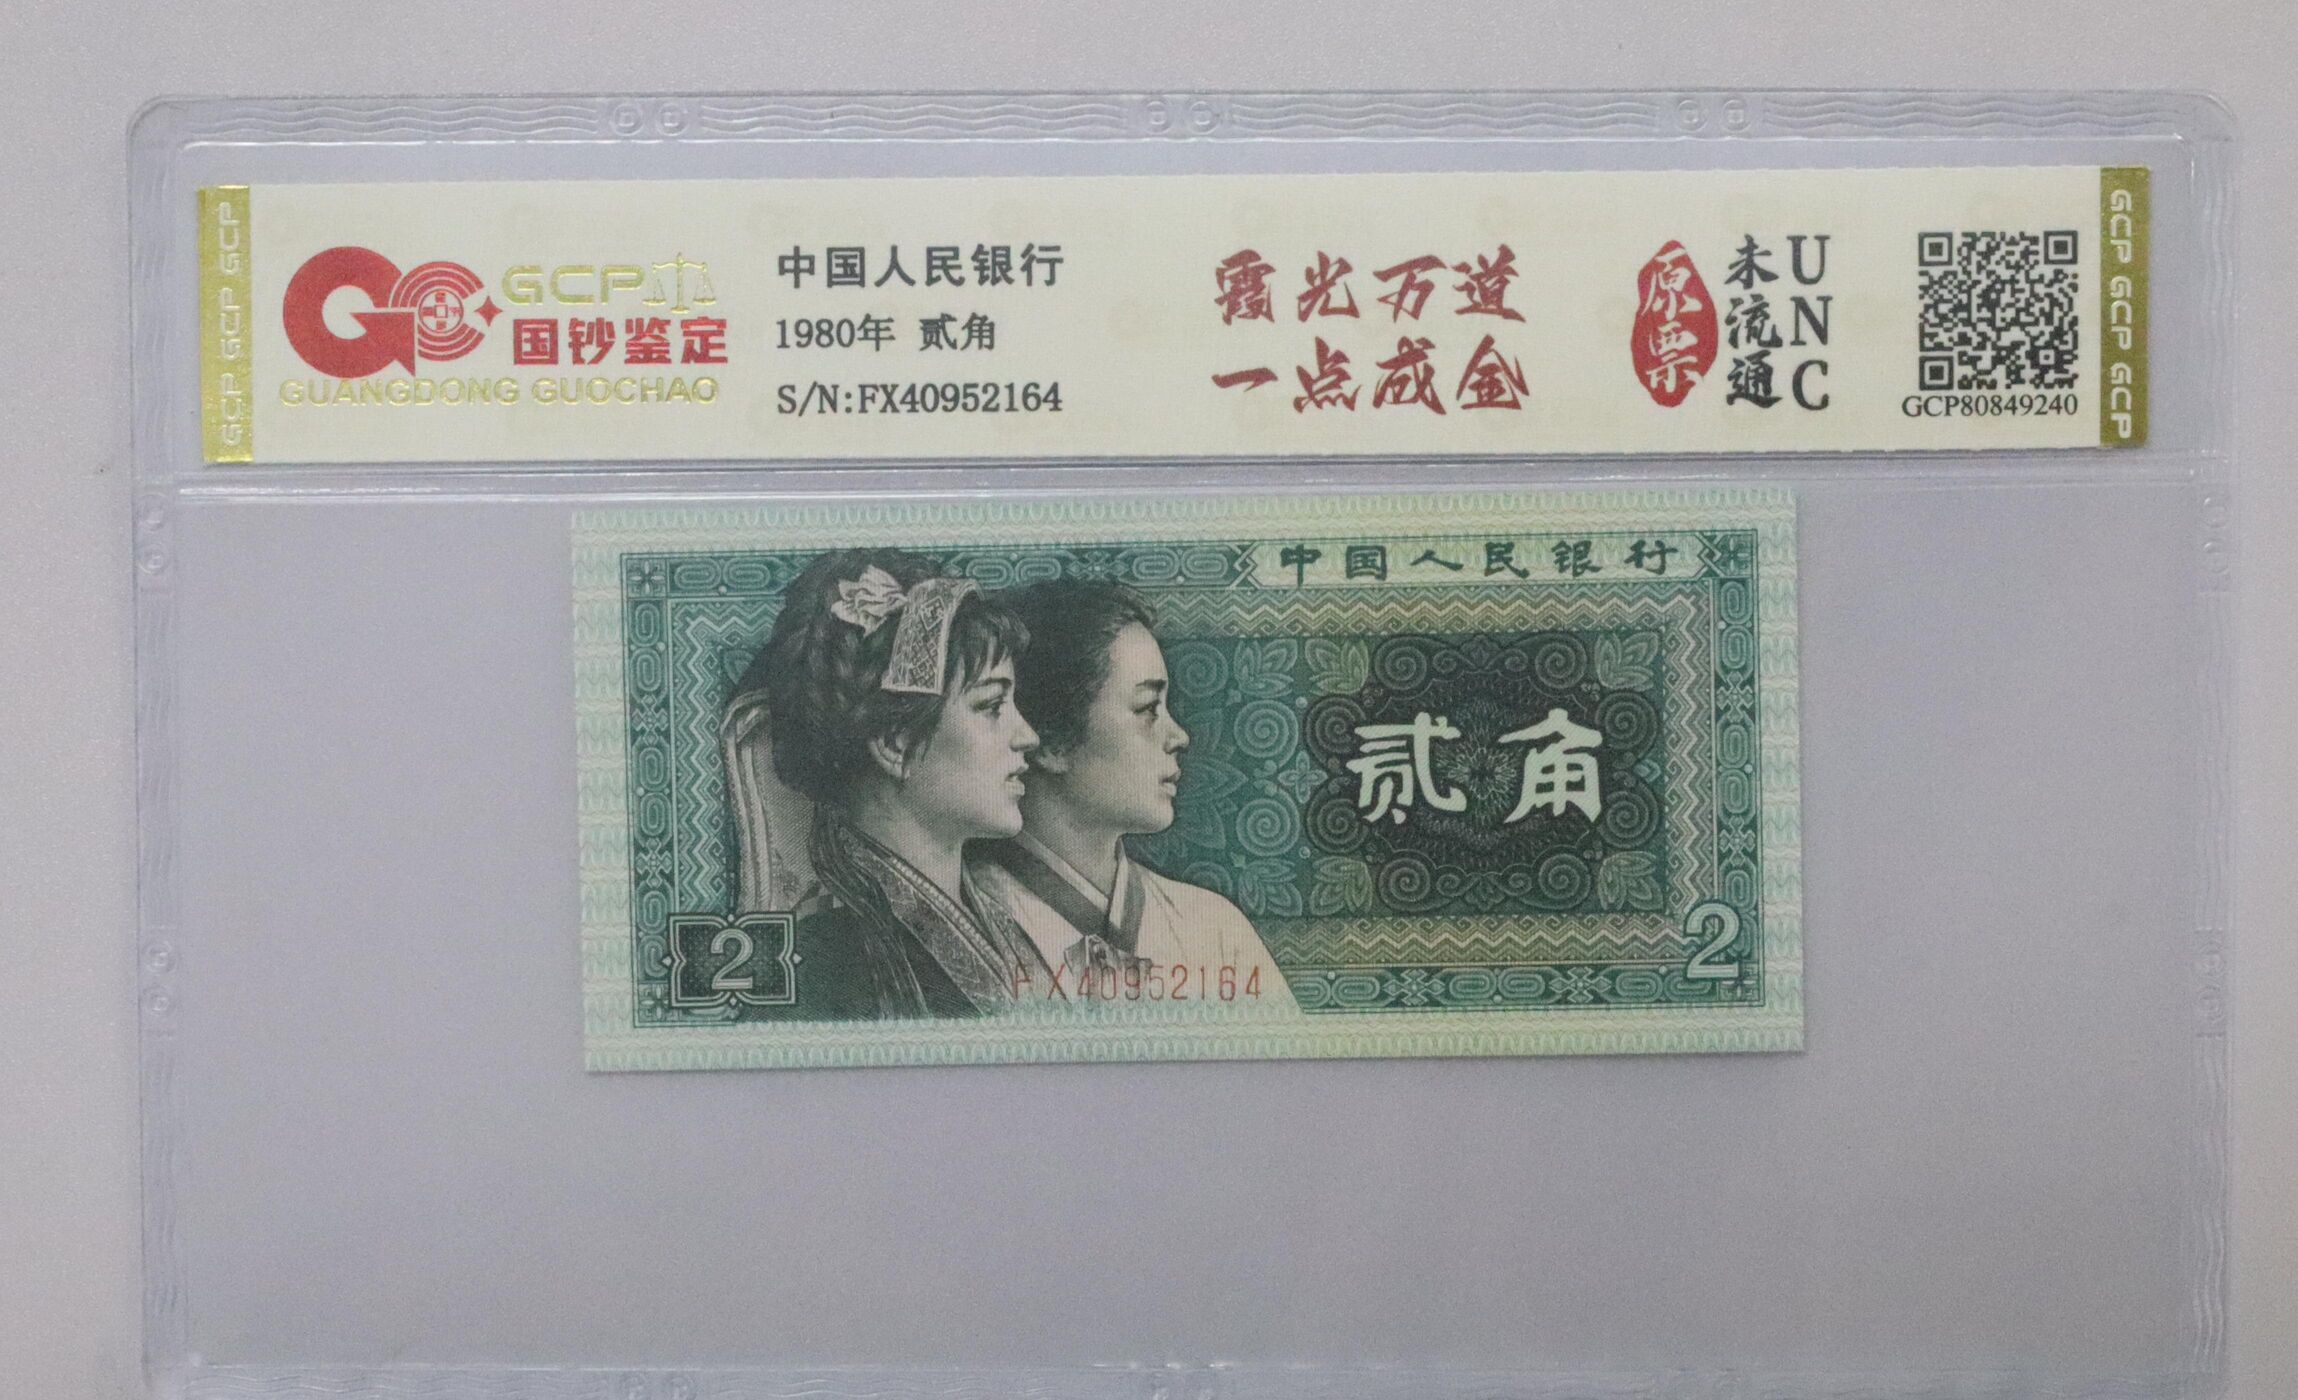 GCP
国钞鉴定
GUANGDONG GUOCHAO
中国人民银行
1980年 贰角
S/N:FX40952164
霞光万道
一点成金
原票
未流通
UNC
GCP80849240
GCP GCP GCP GCP
GCP GCP GCP
中国人民银行
贰角
2
FX40952164
2